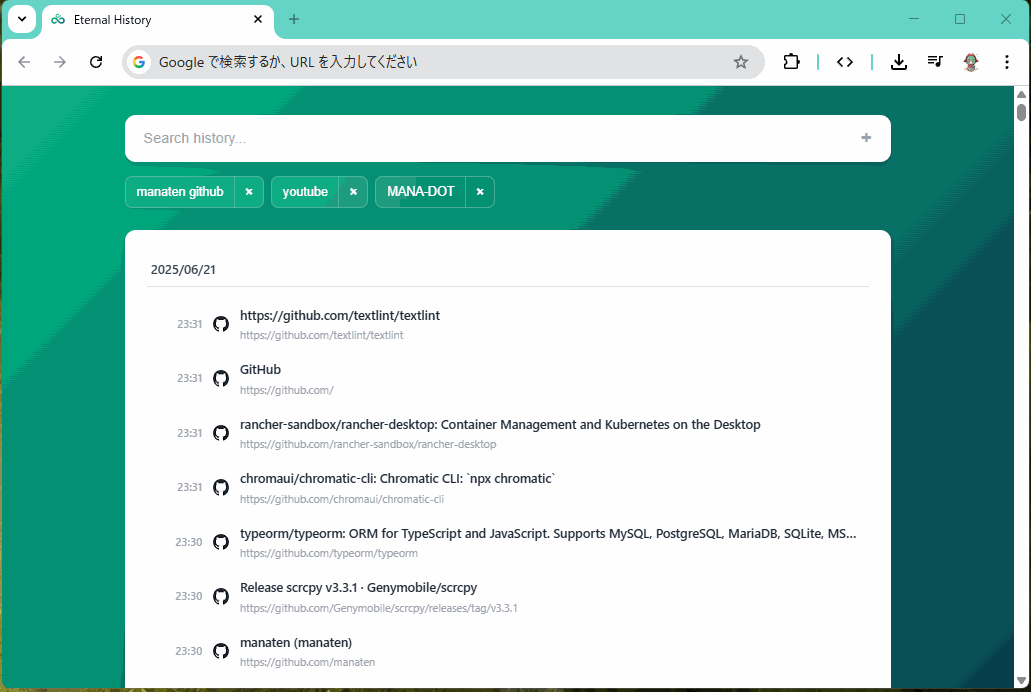 Eternal History
Google で検索するか、URL を入力してください
Search history...
manaten github
youtube
MANA-DOT
2025/06/21
23:31
https://github.com/textlint/textlint
https://github.com/textlint/textlint
23:31
GitHub
https://github.com/
23:31
rancher-sandbox/rancher-desktop: Container Management and Kubernetes on the Desktop
https://github.com/rancher-sandbox/rancher-desktop
23:31
chromaui/chromatic-cli: Chromatic CLI: `npx chromatic`
https://github.com/chromaui/chromatic-cli
23:30
typeorm/typeorm: ORM for TypeScript and JavaScript. Supports MySQL, PostgreSQL, MariaDB, SQLite, MS...
https://github.com/typeorm/typeorm
23:30
Release scrcpy v3.3.1 · Genymobile/scrcpy
https://github.com/Genymobile/scrcpy/releases/tag/v3.3.1
23:30
manaten (manaten)
https://github.com/manaten